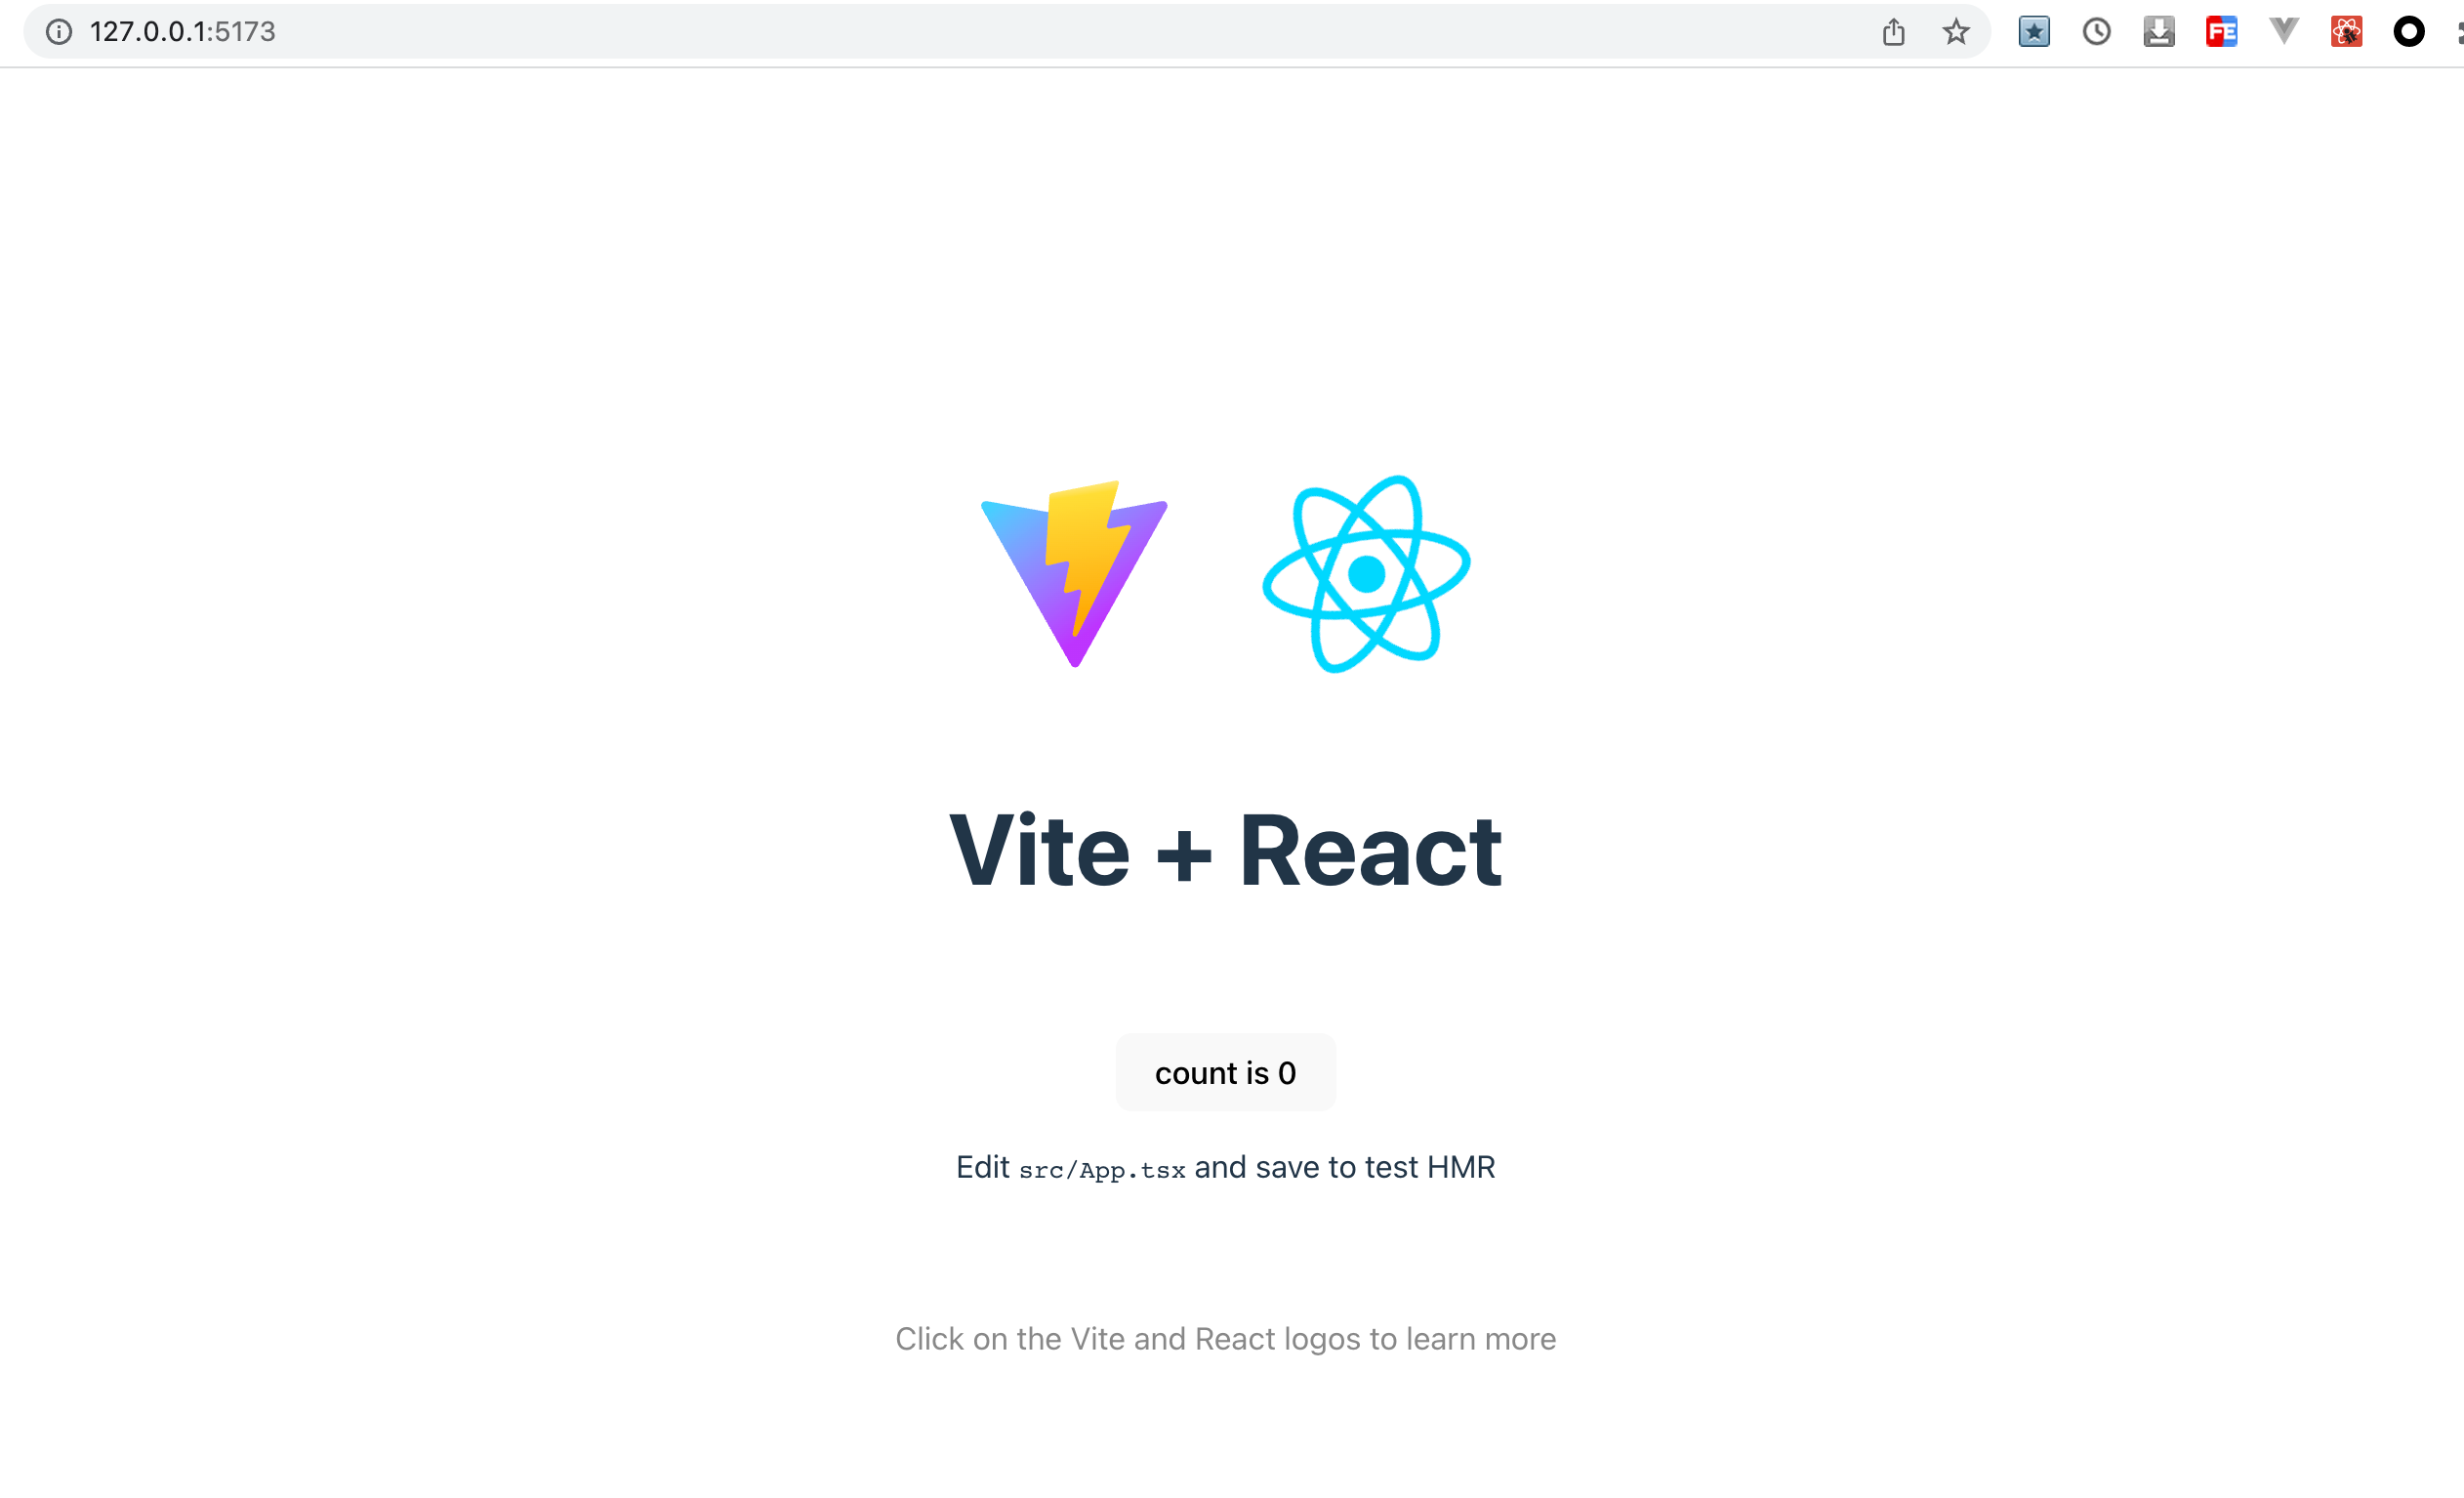 127.0.0.1:5173
FE
Vite + React
count is 0
Edit src/App.tsx and save to test HMR
Click on the Vite and React logos to learn more